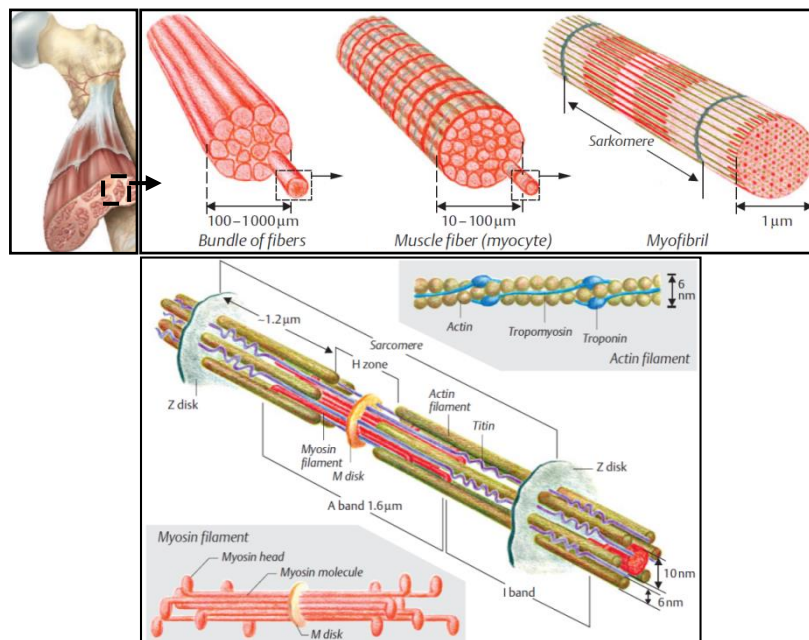 Sarkomere
100–1000 µm
10–100 µm
1 µm
Bundle of fibers
Muscle fiber (myocyte)
Myofibril
~1.2 µm
Sarcomere
H zone
Z disk
Actin
Tropomyosin
Troponin
6
nm
Actin filament
Actin
filament
Titin
Z disk
Myosin
filament
M disk
A band 1.6 µm
I band
10 nm
6 nm
Myosin filament
Myosin head
Myosin molecule
M disk